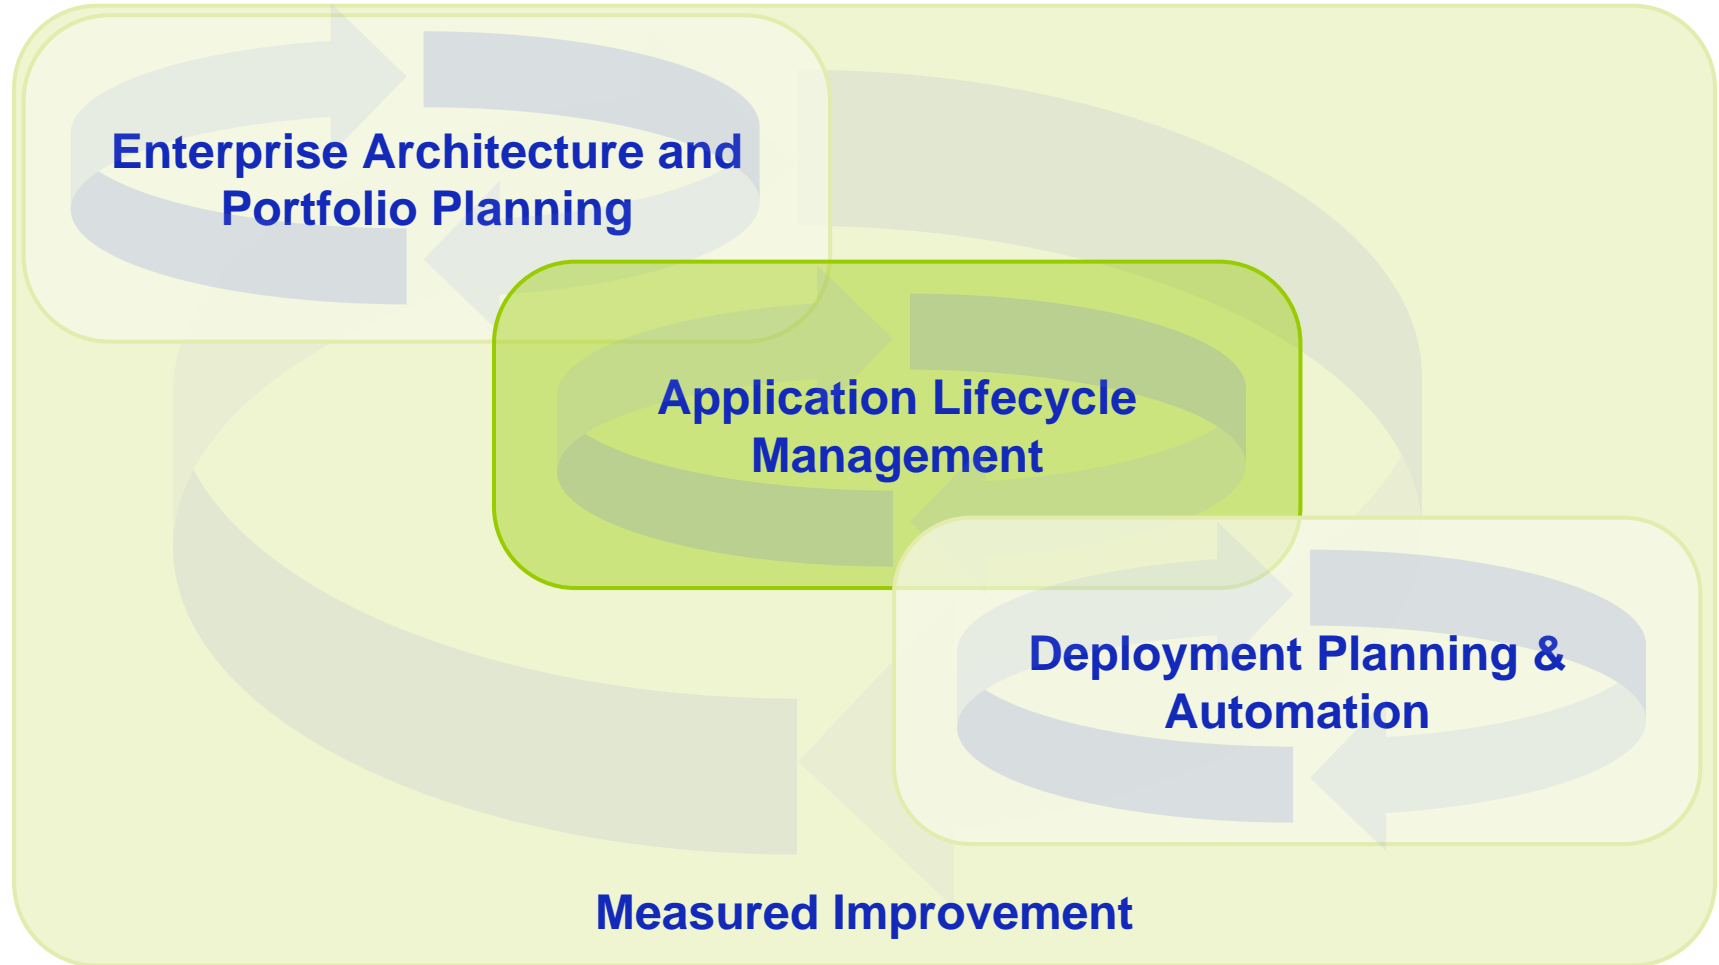 Enterprise Architecture and
Portfolio Planning
Application Lifecycle
Management
Deployment Planning &
Automation
Measured Improvement